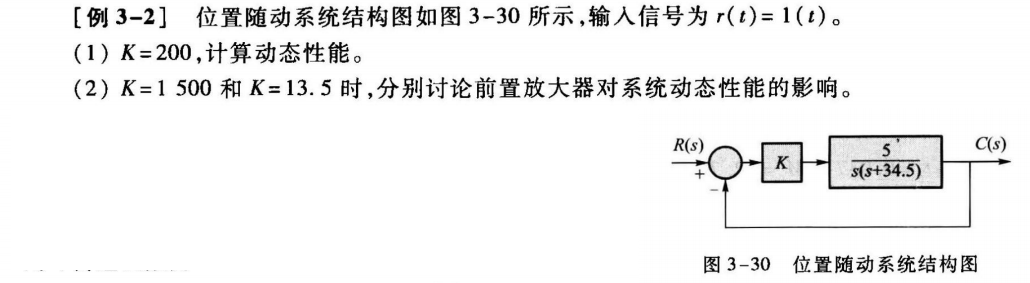 [例 3-2] 位置随动系统结构图如图 3-30 所示,输入信号为 r(t)= 1(t)。
(1) K=200,计算动态性能。
(2) K=1 500 和 K=13.5 时,分别讨论前置放大器对系统动态性能的影响。
R(s)
+
-
K
5
s(s+34.5)
C(s)
图 3-30 位置随动系统结构图